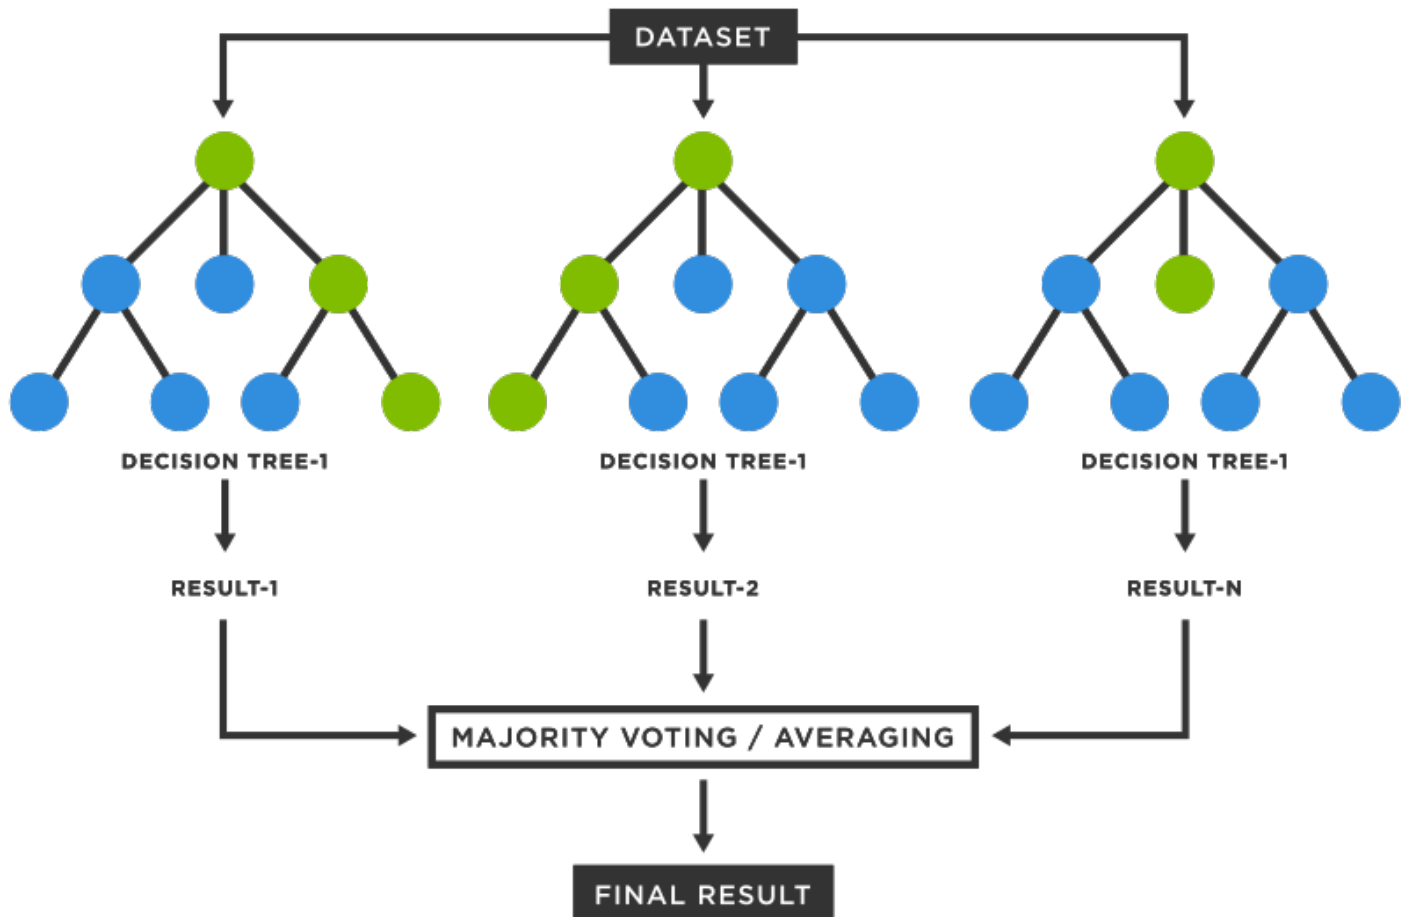 DATASET
DECISION TREE-1
DECISION TREE-1
DECISION TREE-1
RESULT-1
RESULT-2
RESULT-N
MAJORITY VOTING / AVERAGING
FINAL RESULT